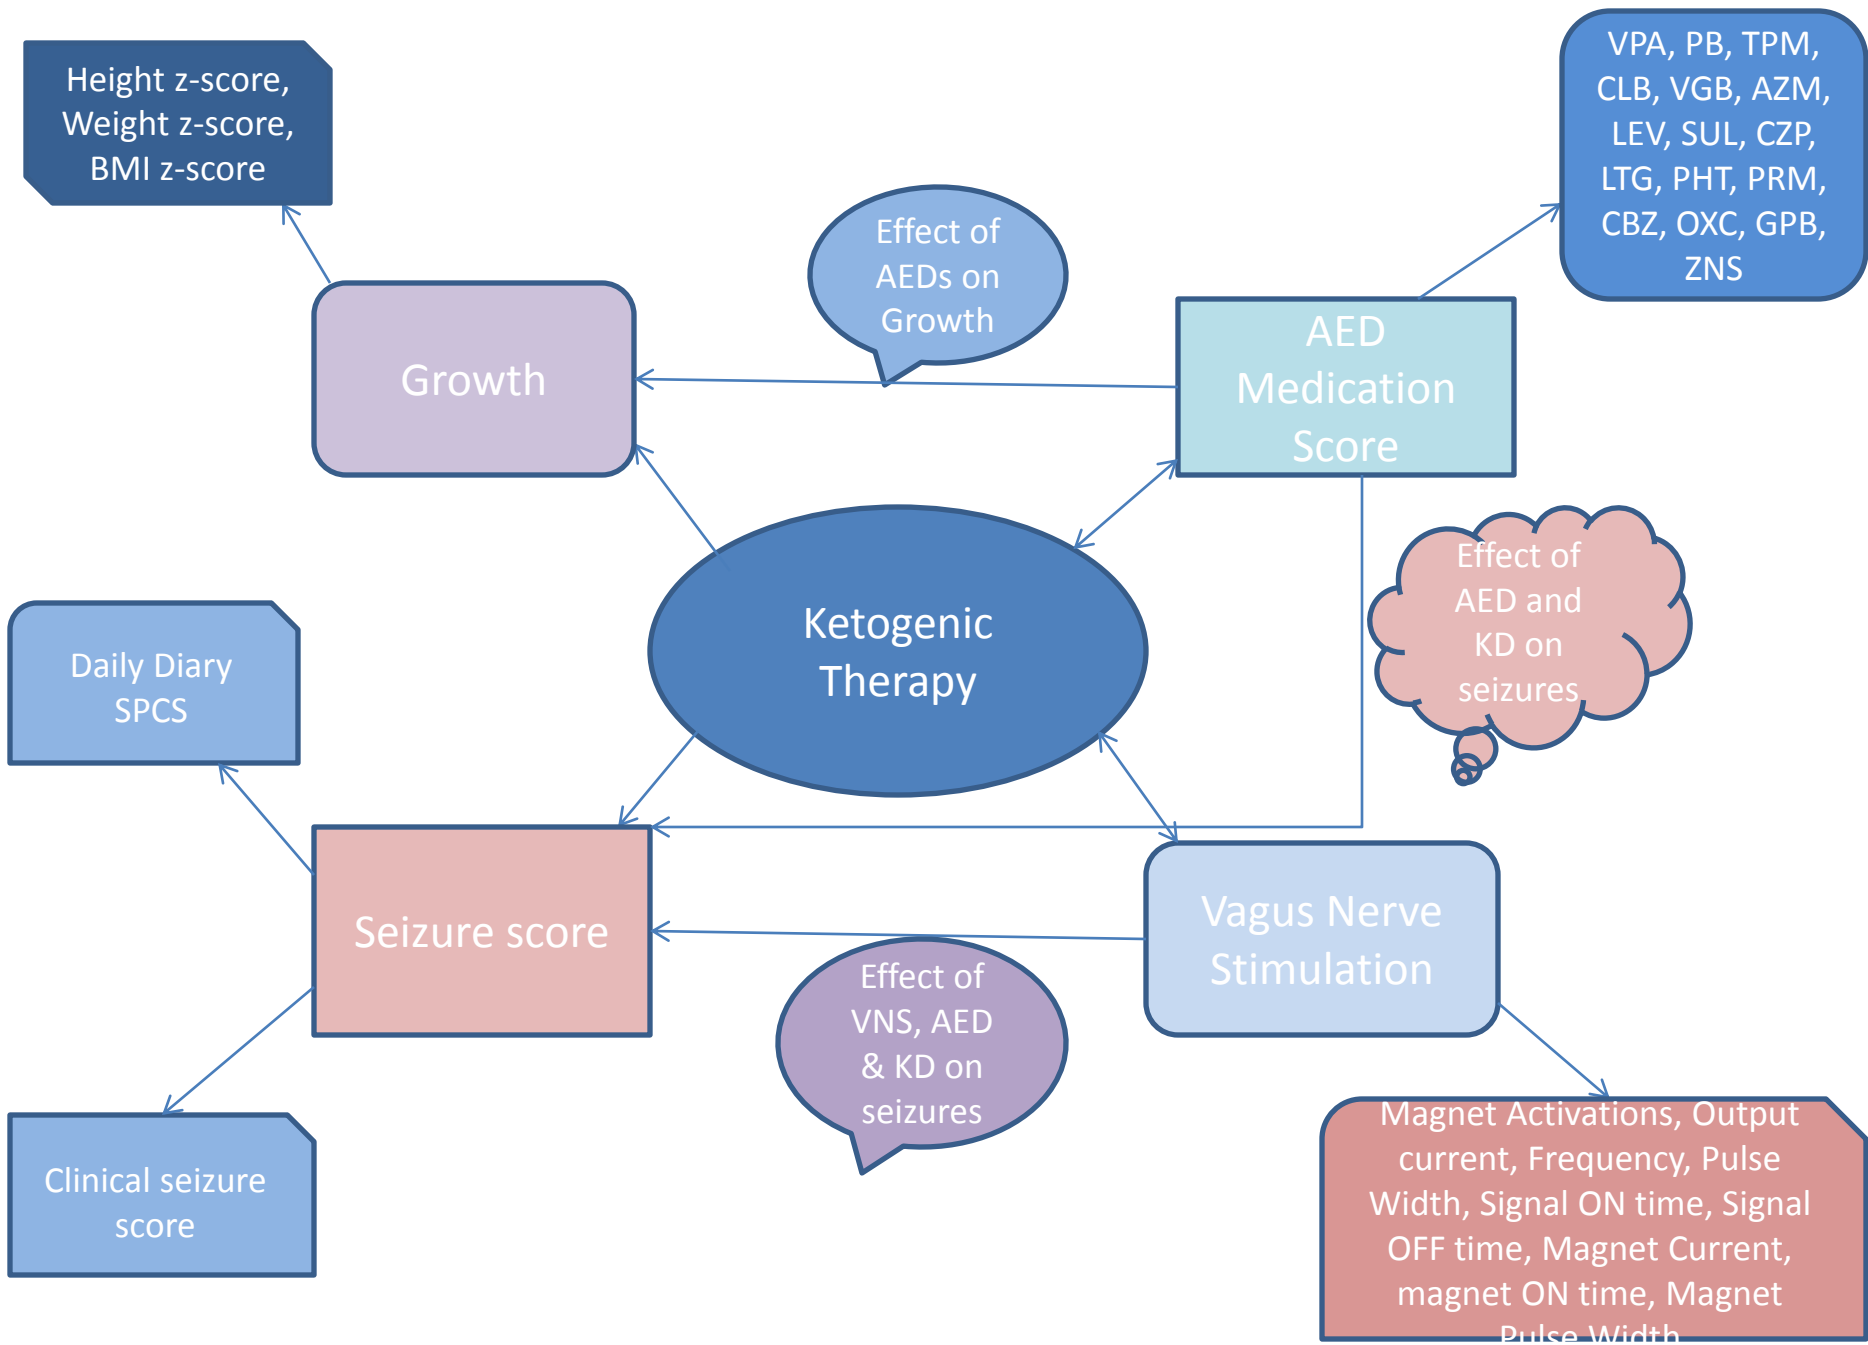 Height z-score,
Weight z-score,
BMI z-score
VPA, PB, TPM,
CLB, VGB, AZM,
LEV, SUL, CZP,
LTG, PHT, PRM,
CBZ, OXC, GPB,
ZNS
Effect of
AEDs on
Growth
Growth
AED
Medication
Score
Ketogenic
Therapy
Effect of
AED and
KD on
seizures
Daily Diary
SPCS
Seizure score
Vagus Nerve
Stimulation
Effect of
VNS, AED
& KD on
seizures
Clinical seizure
score
Magnet Activations, Output
current, Frequency, Pulse
Width, Signal ON time, Signal
OFF time, Magnet Current,
magnet ON time, Magnet
Pulse Width